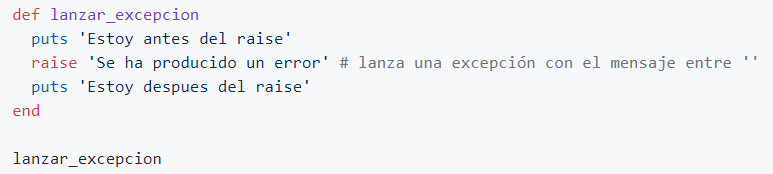 def lanzar_excepcion
  puts 'Estoy antes del raise'
  raise 'Se ha producido un error' # lanza una excepción con el mensaje entre ''
  puts 'Estoy despues del raise'
end

lanzar_excepcion